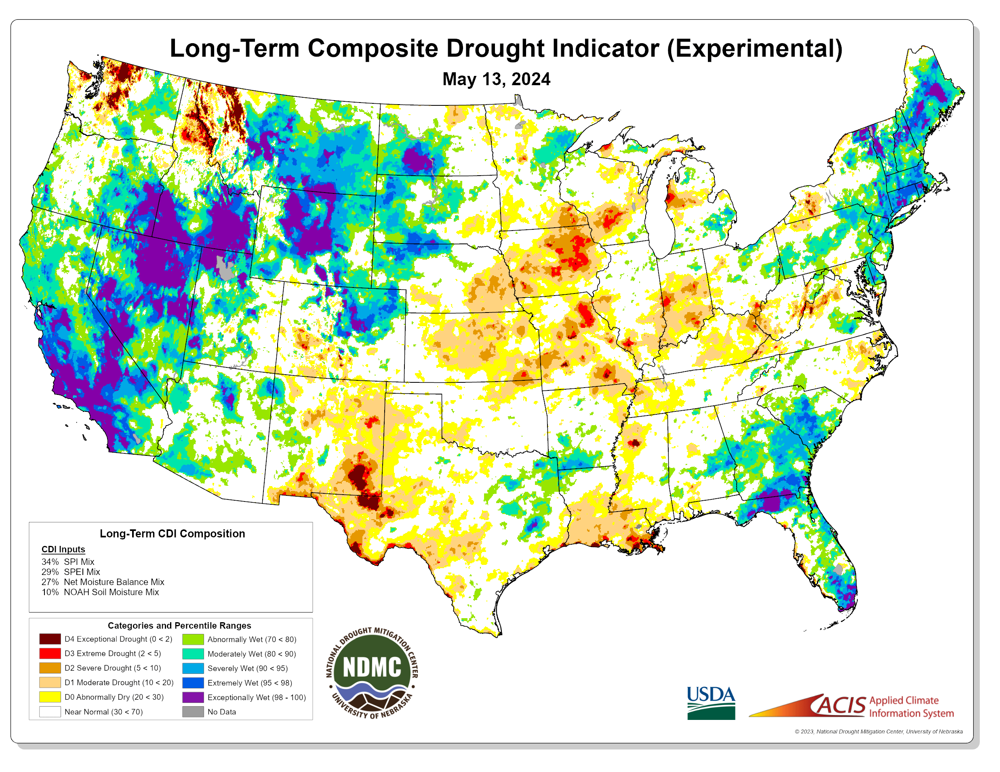 Long-Term Composite Drought Indicator (Experimental)
May 13, 2024
Long-Term CDI Composition
CDI Inputs
34% SPI Mix
29% SPEI Mix
27% Net Moisture Balance Mix
10% NOAH Soil Moisture Mix
Categories and Percentile Ranges
D4 Exceptional Drought (0 < 2)
D3 Extreme Drought (2 < 5)
D2 Severe Drought (5 < 10)
D1 Moderate Drought (10 < 20)
D0 Abnormally Dry (20 < 30)
Near Normal (30 < 70)
Abnormally Wet (70 < 80)
Moderately Wet (80 < 90)
Severely Wet (90 < 95)
Extremely Wet (95 < 98)
Exceptionally Wet (98 - 100)
No Data
NATIONAL DROUGHT MITIGATION CENTER
NDMC
UNIVERSITY OF NEBRASKA
USDA
ACIS
Applied Climate
Information System
© 2023, National Drought Mitigation Center, University of Nebraska